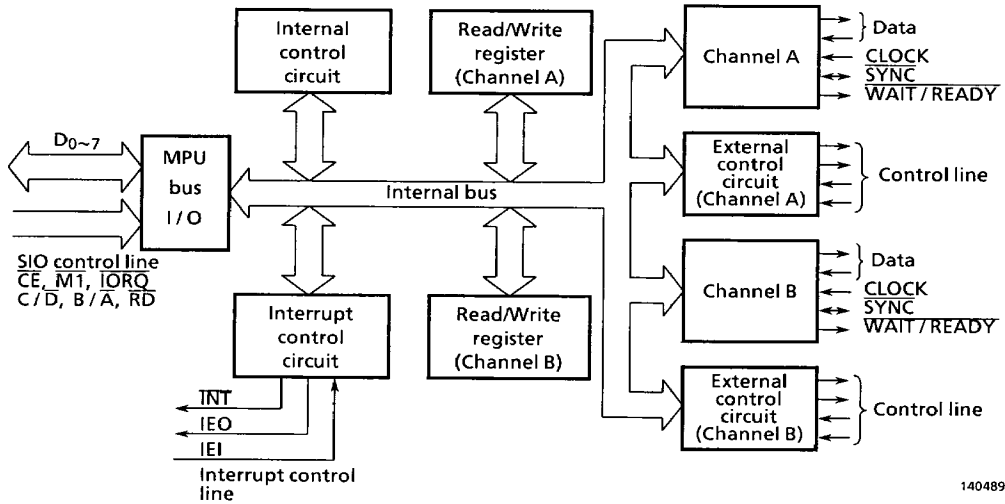 Internal
control
circuit
Read/Write
register
(Channel A)
Channel A
Data
CLOCK
SYNC
WAIT / READY
D0~7
MPU
bus
I / O
Internal bus
External
control
circuit
(Channel A)
Control line
SIO control line
CE, M1, IORQ
C / D, B / A, RD
Interrupt
control
circuit
Read/Write
register
(Channel B)
Channel B
Data
CLOCK
SYNC
WAIT / READY
External
control
circuit
(Channel B)
Control line
INT
IEO
IEI
Interrupt control
line
140489